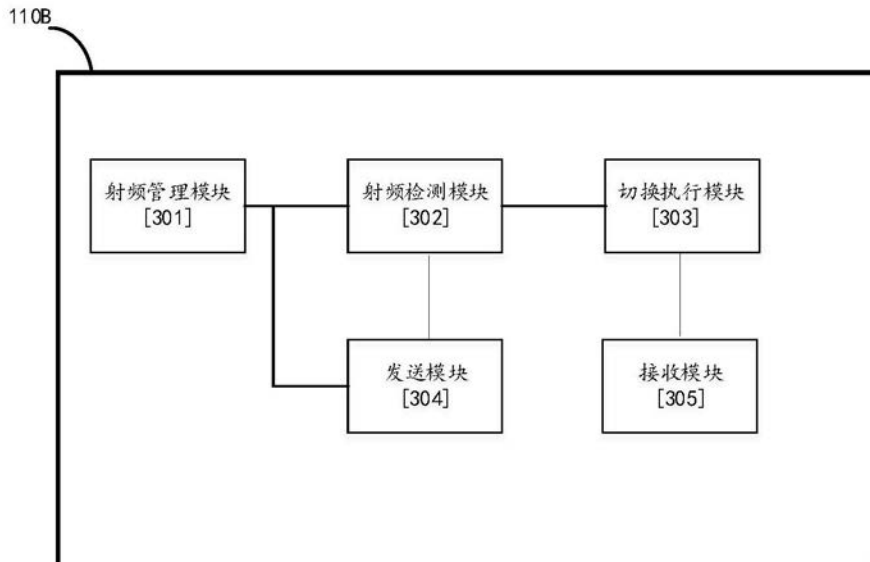 110B
射频管理模块
[301]
射频检测模块
[302]
切换执行模块
[303]
发送模块
[304]
接收模块
[305]